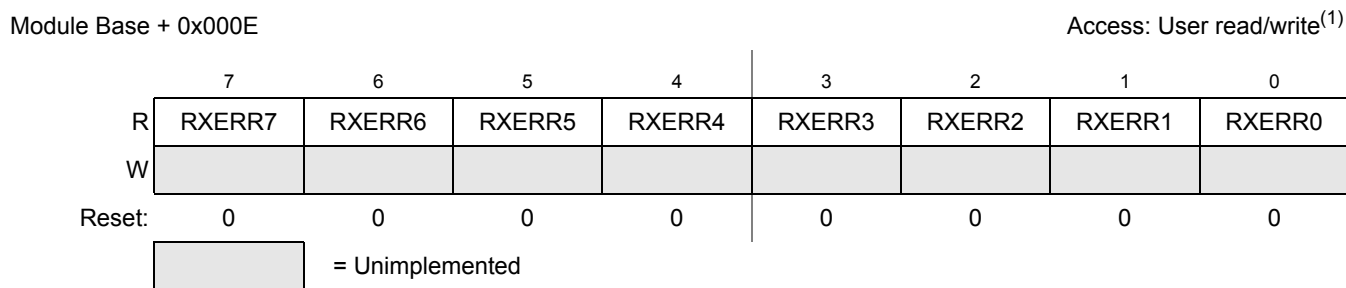 Module Base + 0x000E Access: User read/write(1)
7 6 5 4 3 2 1 0
R RXERR7 RXERR6 RXERR5 RXERR4 RXERR3 RXERR2 RXERR1 RXERR0
W
Reset: 0 0 0 0 0 0 0 0
= Unimplemented